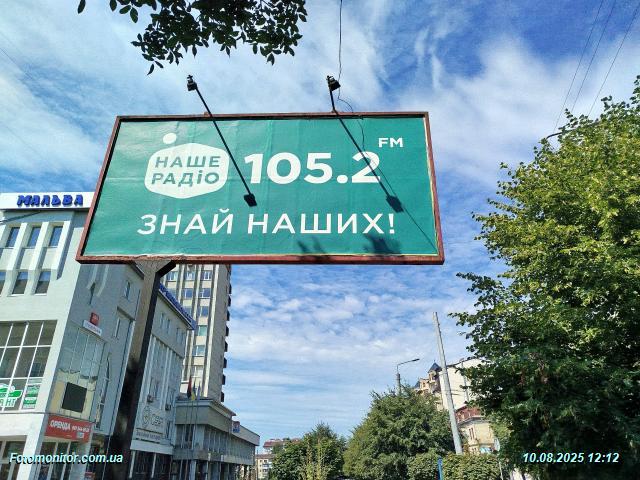 НАШЕ
РАДІО
105.2
FM
ЗНАЙ НАШИХ!
МАЛЬВА
ОРЕНДА
Fotomonitor.com.ua
10.08.2025 12:12